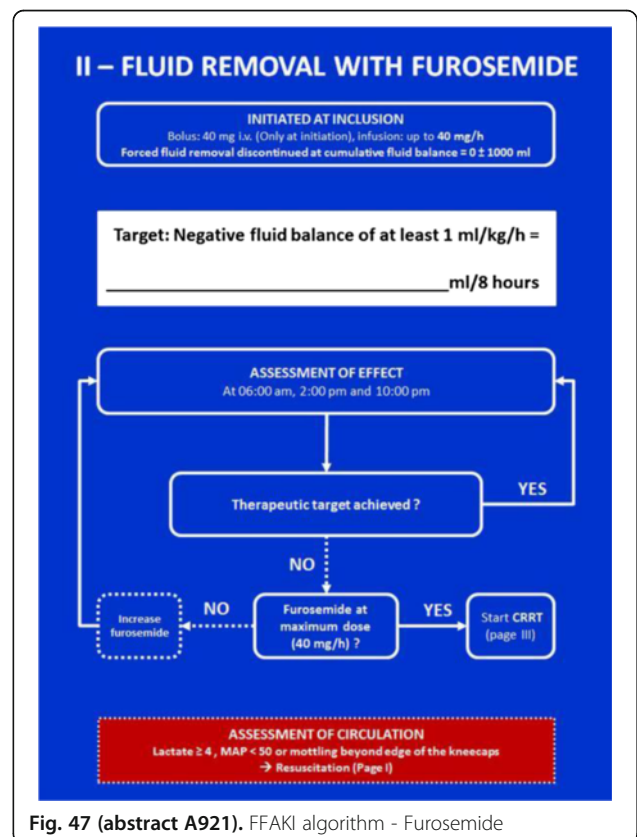 II – FLUID REMOVAL WITH FUROSEMIDE
INITIATED AT INCLUSION
Bolus: 40 mg i.v. (Only at initiation), infusion: up to 40 mg/h
Forced fluid removal discontinued at cumulative fluid balance = 0 ± 1000 ml
Target: Negative fluid balance of at least 1 ml/kg/h =
____________________________________ml/8 hours
ASSESSMENT OF EFFECT
At 06:00 am, 2:00 pm and 10:00 pm
Therapeutic target achieved ?
YES
NO
Increase
furosemide
NO
Furosemide at
maximum dose
(40 mg/h) ?
YES
Start CRRT
(page III)
ASSESSMENT OF CIRCULATION
Lactate ≥ 4 , MAP < 50 or mottling beyond edge of the kneecaps
→ Resuscitation (Page I)
Fig. 47 (abstract A921). FFAKI algorithm - Furosemide